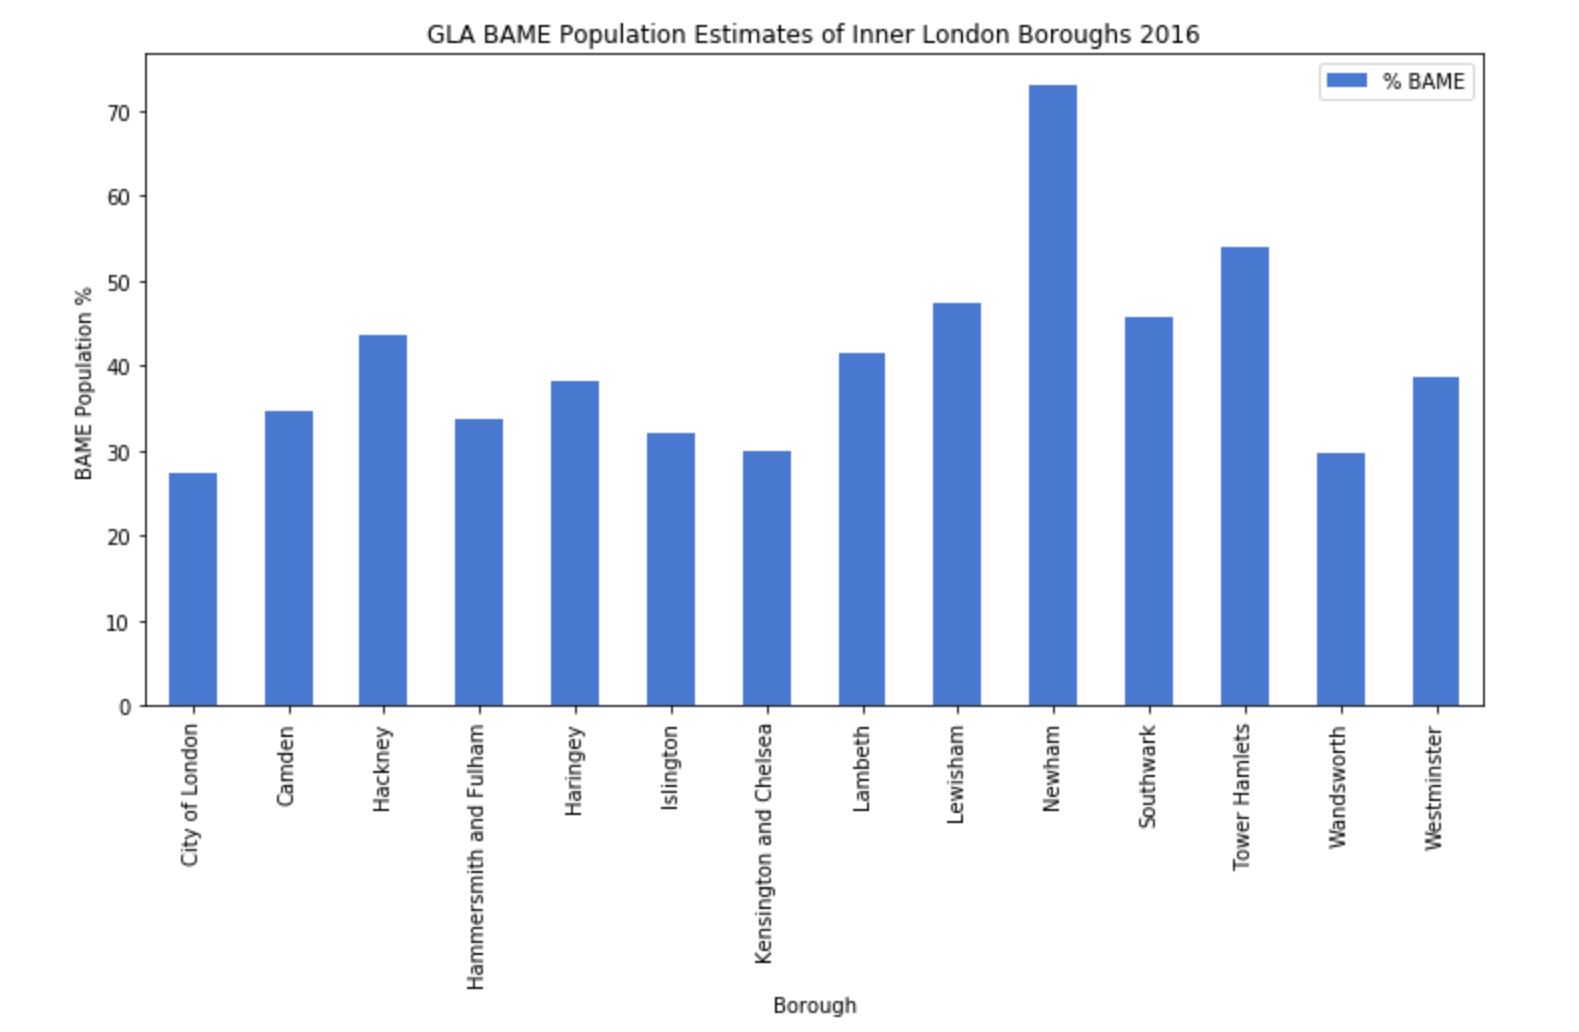 GLA BAME Population Estimates of Inner London Boroughs 2016
% BAME
BAME Population %
70
60
50
40
30
20
10
0
City of London
Camden
Hackney
Hammersmith and Fulham
Haringey
Islington
Kensington and Chelsea
Lambeth
Lewisham
Newham
Southwark
Tower Hamlets
Wandsworth
Westminster
Borough